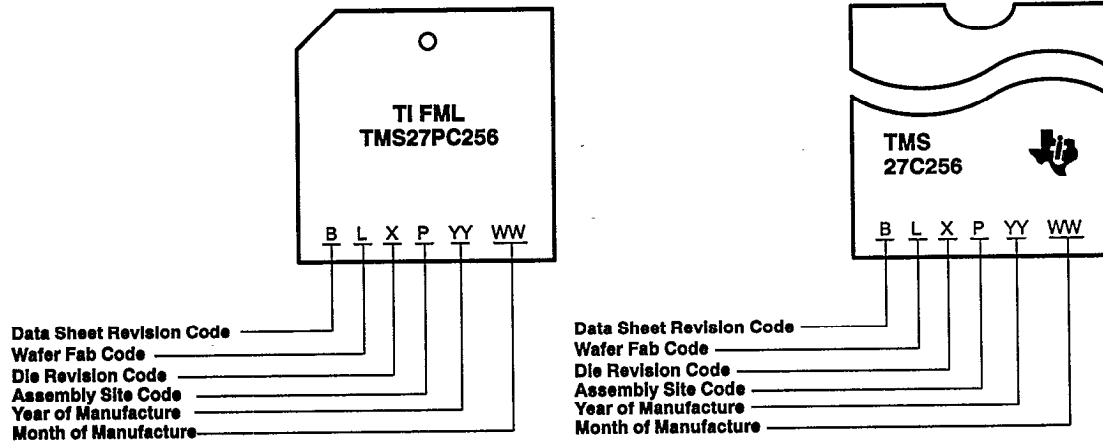 TI FML
TMS27PC256
B L X P YY WW
Data Sheet Revision Code
Wafer Fab Code
Die Revision Code
Assembly Site Code
Year of Manufacture
Month of Manufacture
TMS
27C256
ti
B L X P YY WW
Data Sheet Revision Code
Wafer Fab Code
Die Revision Code
Assembly Site Code
Year of Manufacture
Month of Manufacture